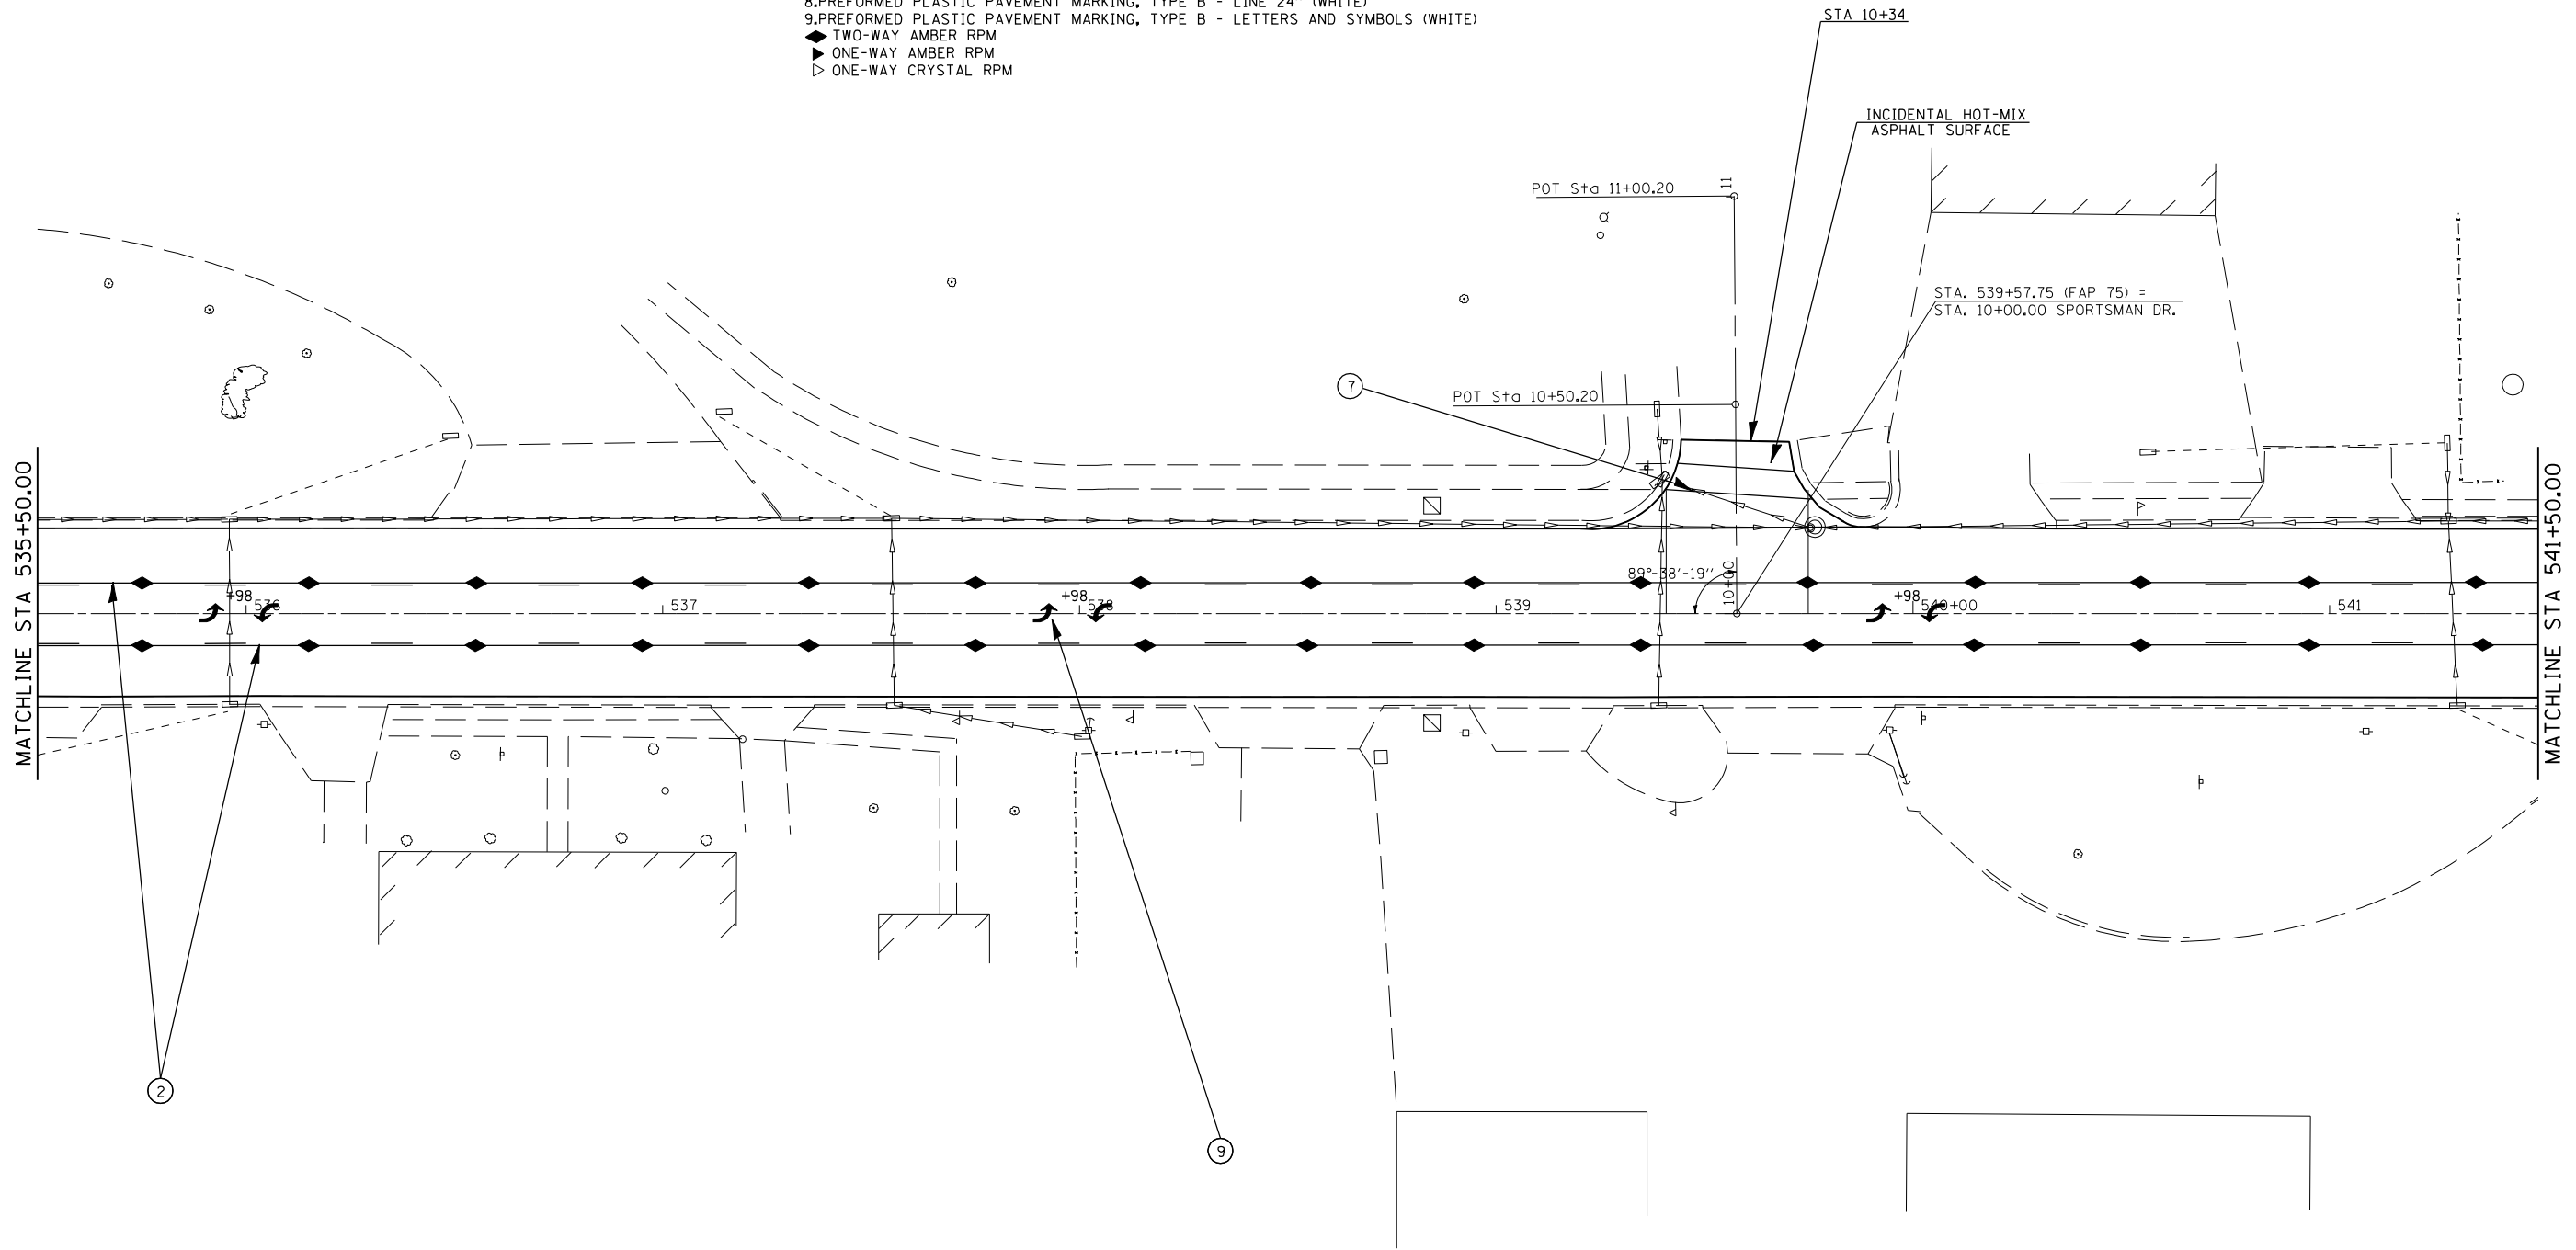 8.PREFORMED PLASTIC PAVEMENT MARKING, TYPE B - LINE 24" (WHITE)
9.PREFORMED PLASTIC PAVEMENT MARKING, TYPE B - LETTERS AND SYMBOLS (WHITE)
TWO-WAY AMBER RPM
ONE-WAY AMBER RPM
ONE-WAY CRYSTAL RPM
STA 10+34
INCIDENTAL HOT-MIX
ASPHALT SURFACE
POT Sta 11+00.20
11
STA. 539+57.75 (FAP 75) =
STA. 10+00.00 SPORTSMAN DR.
7
POT Sta 10+50.20
MATCHLINE STA 535+50.00
MATCHLINE STA 541+50.00
89°-38'-19''
10+00
+98
536
537
+98
538
539
+98
540+00
541
2
9